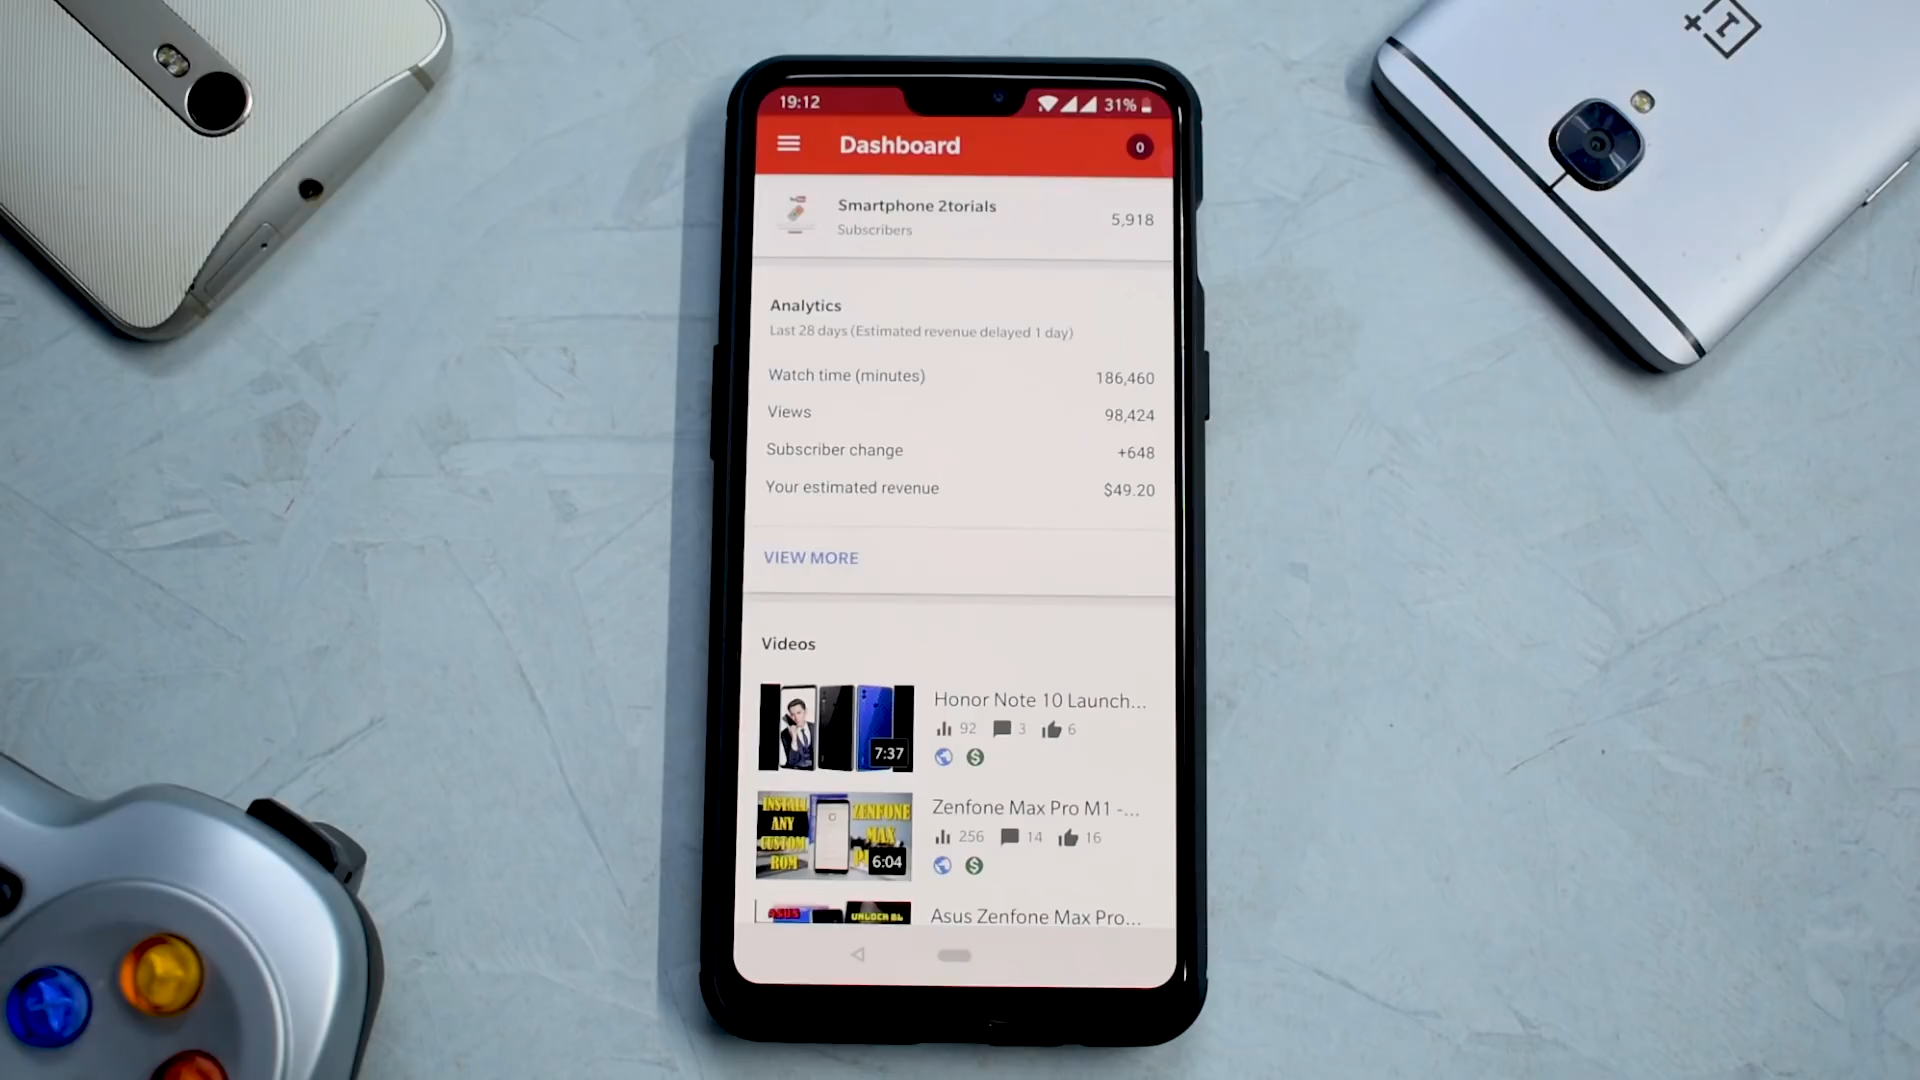 19:12
31%
Dashboard
0
Smartphone 2torials
Subscribers
5,918
Analytics
Last 28 days (Estimated revenue delayed 1 day)
Watch time (minutes)
186,460
Views
98,424
Subscriber change
+648
Your estimated revenue
$49.20
VIEW MORE
Videos
7:37
Honor Note 10 Launch...
92
3
6
INSTALL
ANY
CUSTOM
ROM
ZENFONE
MAX
6:04
Zenfone Max Pro M1 -...
256
14
16
ASUS
UNLOCK BL
Asus Zenfone Max Pro...